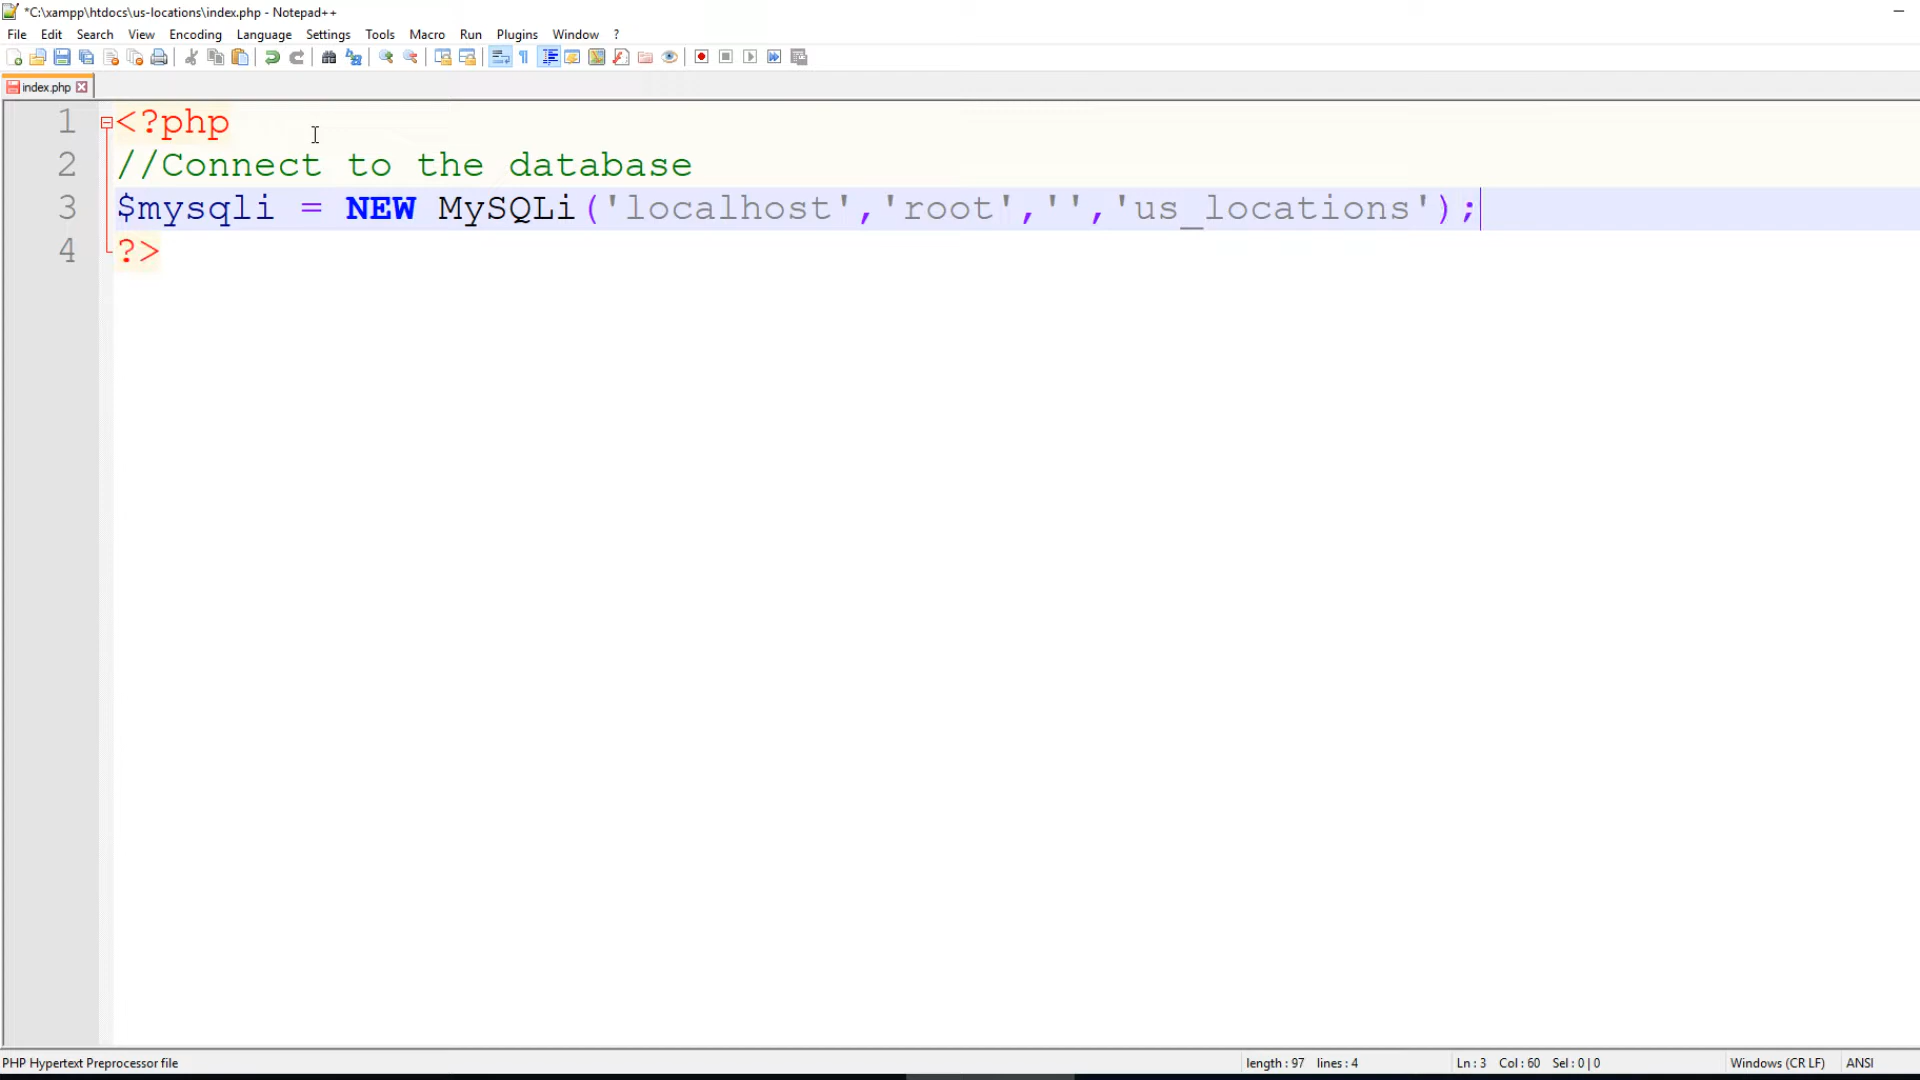 *C:\xampp\htdocs\us-locations\index.php - Notepad++
File Edit Search View Encoding Language Settings Tools Macro Run Plugins Window ?
index.php
1 <?php
2 //Connect to the database
3 $mysqli = NEW MySQLi('localhost','root','','us_locations');
4 ?>
PHP Hypertext Preprocessor file length : 97 lines : 4 Ln : 3 Col : 60 Sel : 0 | 0 Windows (CR LF) ANSI